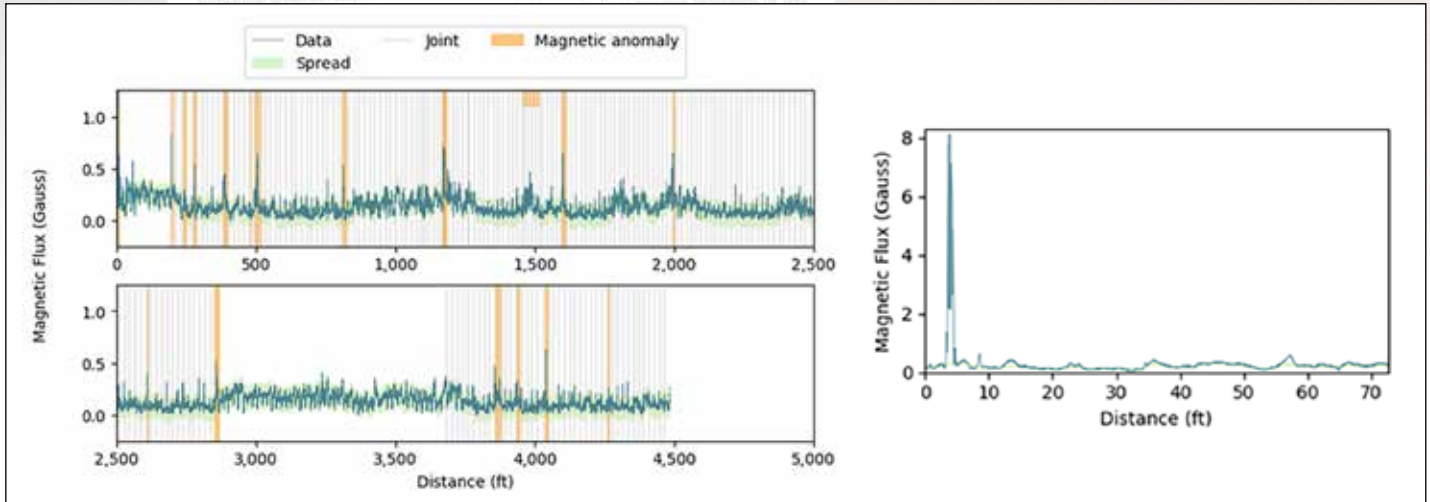 Data Joint Magnetic anomaly
Spread
Magnetic Flux (Gauss)
1.0
0.5
0.0
0 500 1,000 1,500 2,000 2,500
1.0
0.5
0.0
2,500 3,000 3,500 4,000 4,500 5,000
Distance (ft)
Magnetic Flux (Gauss)
8
6
4
2
0
0 10 20 30 40 50 60 70
Distance (ft)